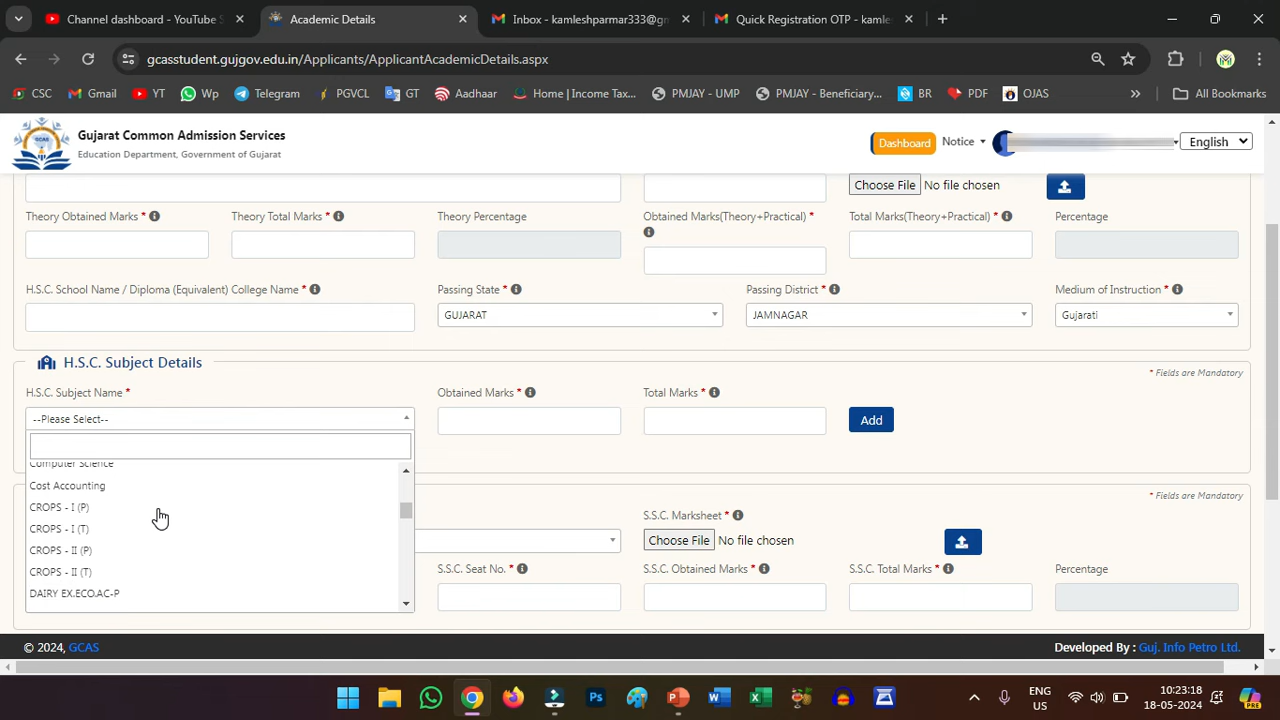 Channel dashboard - YouTube S
Academic Details
Inbox - kamleshparmar333@gm
Quick Registration OTP - kamle
gcasstudent.gujgov.edu.in/Applicants/ApplicantAcademicDetails.aspx
CSC
Gmail
YT
Wp
Telegram
PGVCL
GT
Aadhaar
Home | Income Tax...
PMJAY - UMP
PMJAY - Beneficiary...
BR
PDF
OJAS
All Bookmarks
Gujarat Common Admission Services
Education Department, Government of Gujarat
Dashboard
Notice
English
Choose File No file chosen
Theory Obtained Marks *
Theory Total Marks *
Theory Percentage
Obtained Marks(Theory+Practical) *
Total Marks(Theory+Practical) *
Percentage
H.S.C. School Name / Diploma (Equivalent) College Name *
Passing State *
Passing District *
Medium of Instruction *
GUJARAT
JAMNAGAR
Gujarati
H.S.C. Subject Details
* Fields are Mandatory
H.S.C. Subject Name *
Obtained Marks *
Total Marks *
--Please Select--
Add
Computer Science
Cost Accounting
CROPS - I (P)
CROPS - I (T)
CROPS - II (P)
CROPS - II (T)
DAIRY EX.ECO.AC-P
* Fields are Mandatory
S.S.C. Marksheet *
Choose File No file chosen
S.S.C. Seat No. *
S.S.C. Obtained Marks *
S.S.C. Total Marks *
Percentage
© 2024, GCAS
Developed By : Guj. Info Petro Ltd.
ENG
US
10:23:18
18-05-2024